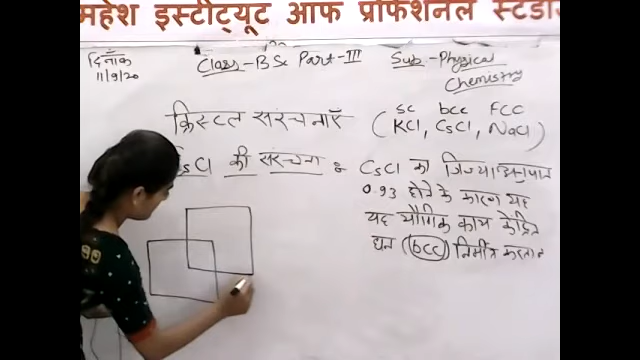 महेश इंस्टीट्यूट ऑफ प्रोफेशनल स्टडीज
दिनाँक
11/9/20
Class - BSc Part-III
Sub - Physical
Chemistry
क्रिस्टल संरचनाएँ
SC bcc FCC
(KCl, CsCl, NaCl)
CsCl की संरचना : CsCl का त्रिज्या अनुपात
0.93 होने के कारण यह
यह यौगिक काय केन्द्रित
घन (bcc) निर्मित करता